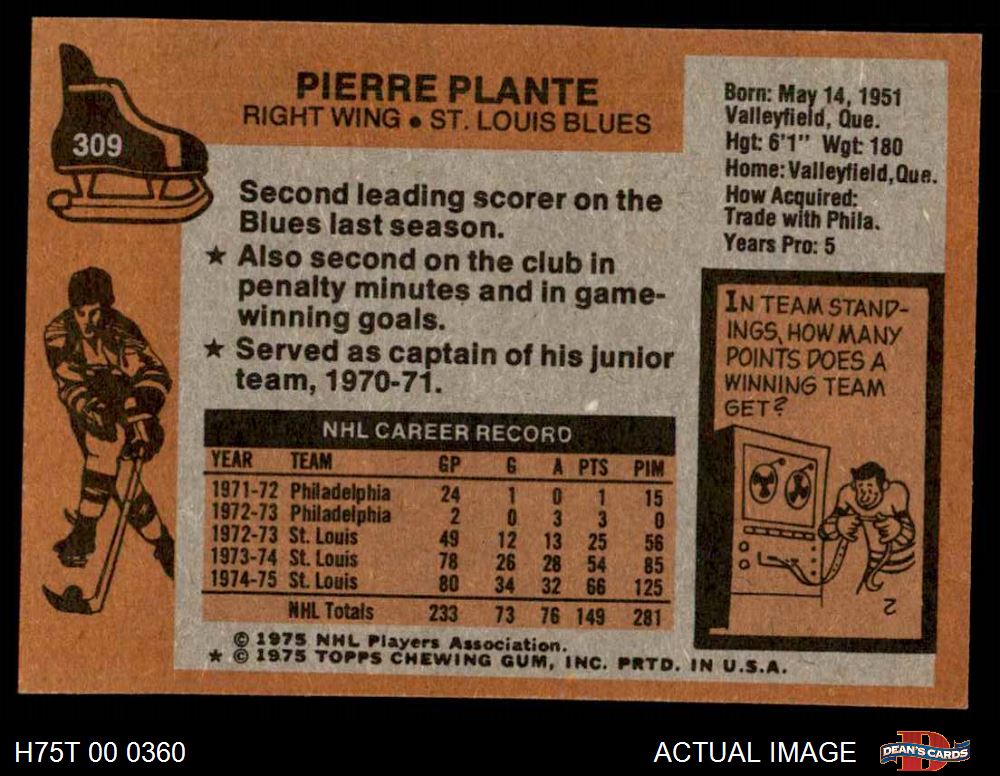 309
PIERRE PLANTE
RIGHT WING • ST. LOUIS BLUES
Born: May 14, 1951
Valleyfield, Que.
Hgt: 6'1" Wgt: 180
Home: Valleyfield, Que.
How Acquired:
Trade with Phila.
Years Pro: 5
Second leading scorer on the
Blues last season.
★ Also second on the club in
penalty minutes and in game-
winning goals.
★ Served as captain of his junior
team, 1970-71.
NHL CAREER RECORD
YEAR TEAM GP G A PTS PIM
1971-72 Philadelphia 24 1 0 1 15
1972-73 Philadelphia 2 0 3 3 0
1972-73 St. Louis 49 12 13 25 56
1973-74 St. Louis 78 26 28 54 85
1974-75 St. Louis 80 34 32 66 125
NHL Totals 233 73 76 149 281
© 1975 NHL Players Association.
★ © 1975 TOPPS CHEWING GUM, INC. PRTD. IN U.S.A.
IN TEAM STAND-
INGS, HOW MANY
POINTS DOES A
WINNING TEAM
GET?
2
H75T 00 0360
ACTUAL IMAGE
DEAN'S CARDS